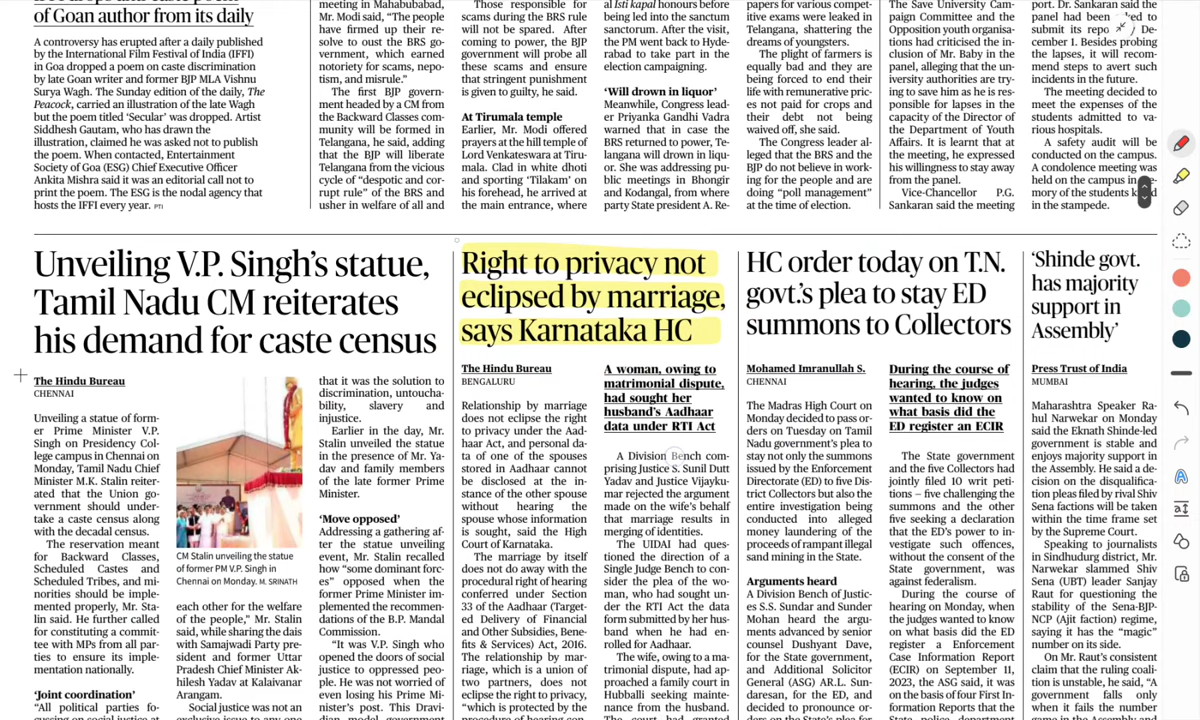 of Goan author from its daily
A controversy has erupted after a daily published
by the International Film Festival of India (IFFI)
in Goa dropped a poem on caste discrimination
by late Goan writer and former BJP MLA Vishnu
Surya Wagh. The Sunday edition of the daily, The
Peacock, carried an illustration of the late Wagh
but the poem titled ‘Secular’ was dropped. Artist
Siddhesh Gautam, who has drawn the
illustration, claimed he was asked not to publish
the poem. When contacted, Entertainment
Society of Goa (ESG) Chief Executive Officer
Ankita Mishra said it was an editorial call not to
print the poem. The ESG is the nodal agency that
hosts the IFFI every year. PTI
meeting in Mahabubabad,
Mr. Modi said, “The people
have firmed up their re-
solve to oust the BRS go-
vernment, which earned
notoriety for scams, nepo-
tism, and misrule.”
The first BJP govern-
ment headed by a CM from
the Backward Classes com-
munity will be formed in
Telangana, he said, adding
that the BJP will liberate
Telangana from the vicious
cycle of “despotic and cor-
rupt rule” of the BRS and
usher in welfare of all and
Those responsible for
scams during the BRS rule
will not be spared. After
coming to power, the BJP
government will probe all
these scams and ensure
that stringent punishment
is given to guilty, he said.
At Tirumala temple
Earlier, Mr. Modi offered
prayers at the hill temple of
Lord Venkateswara at Tiru-
mala. Clad in white dhoti
and sporting ‘Tilakam’ on
his forehead, he arrived at
the main entrance, where
al Isti kapal honours before
being led into the sanctum
sanctorum. After the visit,
the PM went back to Hyde-
rabad to take part in the
election campaigning.
‘Will drown in liquor’
Meanwhile, Congress lead-
er Priyanka Gandhi Vadra
warned that in case the
BRS returned to power, Te-
langana will drown in liqu-
or. She was addressing pu-
blic meetings in Bhongir
and Kodangal, from where
party State president A. Re-
papers for various compet-
itive exams were leaked in
Telangana, shattering the
dreams of youngsters.
The plight of farmers is
equally bad and they are
being forced to end their
life with remunerative pric-
es not paid for crops and
their debt not being
waived off, she said.
The Congress leader al-
leged that the BRS and the
BJP do not believe in work-
ing for the people and are
doing “poll management”
at the time of election.
The Save University Cam-
paign Committee and the
Opposition youth organisa-
tions had criticised the in-
clusion of Mr. Baby in the
panel, alleging that the un-
iversity authorities are try-
ing to save him as he is res-
ponsible for lapses in the
capacity of the Director of
the Department of Youth
Affairs. It is learnt that at
the meeting, he expressed
his willingness to stay away
from the panel.
Vice-Chancellor P.G.
Sankaran said the meeting
port. Dr. Sankaran said the
panel had been to
submit its De-
cember 1. Besides probing
the lapses, it will recom-
mend steps to avert such
incidents in the future.
The meeting decided to
meet the expenses of the
students admitted to va-
rious hospitals.
A safety audit will be
conducted on the campus.
A condolence meeting was
held on the campus in
mory of the students
in the stampede.
Unveiling V.P. Singh’s statue,
Tamil Nadu CM reiterates
his demand for caste census
The Hindu Bureau
CHENNAI
Unveiling a statue of form-
er Prime Minister V.P.
Singh on Presidency Col-
lege campus in Chennai on
Monday, Tamil Nadu Chief
Minister M.K. Stalin reiter-
ated that the Union go-
vernment should under-
take a caste census along
with the decadal census.
The reservation meant
for Backward Classes,
Scheduled Castes and
Scheduled Tribes, and mi-
norities should be imple-
mented properly, Mr. Sta-
lin said. He further called
for constituting a commit-
tee with MPs from all par-
ties to ensure its imple-
mentation nationally.
‘Joint coordination’
“All political parties fo-
cussing on social justice at
CM Stalin unveiling the statue
of former PM V.P. Singh in
Chennai on Monday. M. SRINATH
each other for the welfare
of the people,” Mr. Stalin
said, while sharing the dais
with Samajwadi Party pre-
sident and former Uttar
Pradesh Chief Minister Ak-
hilesh Yadav at Kalaivanar
Arangam.
Social justice was not an
exclusive issue to any one
that it was the solution to
discrimination, untoucha-
bility, slavery and
injustice.
Earlier in the day, Mr.
Stalin unveiled the statue
in the presence of Mr. Ya-
dav and family members
of the late former Prime
Minister.
‘Move opposed’
Addressing a gathering af-
ter the statue unveiling
event, Mr. Stalin recalled
how “some dominant forc-
es” opposed when the
former Prime Minister im-
plemented the recommen-
dations of the B.P. Mandal
Commission.
“It was V.P. Singh who
opened the doors of social
justice to oppressed peo-
ple. He was not worried of
even losing his Prime Mi-
nister’s post. This Dravi-
dian model government
Right to privacy not
eclipsed by marriage,
says Karnataka HC
The Hindu Bureau
BENGALURU
Relationship by marriage
does not eclipse the right
to privacy under the Aad-
haar Act, and personal da-
ta of one of the spouses
stored in Aadhaar cannot
be disclosed at the in-
stance of the other spouse
without hearing the
spouse whose information
is sought, said the High
Court of Karnataka.
The marriage by itself
does not do away with the
procedural right of hearing
conferred under Section
33 of the Aadhaar (Target-
ed Delivery of Financial
and Other Subsidies, Bene-
fits & Services) Act, 2016.
The relationship by mar-
riage, which is a union of
two partners, does not
eclipse the right to privacy,
“which is protected by the
procedure of hearing con-
A woman, owing to
matrimonial dispute,
had sought her
husband’s Aadhaar
data under RTI Act
A Division Bench com-
prising Justice S. Sunil Dutt
Yadav and Justice Vijayku-
mar rejected the argument
made on the wife’s behalf
that marriage results in
merging of identities.
The UIDAI had ques-
tioned the direction of a
Single Judge Bench to con-
sider the plea of the wo-
man, who had sought un-
der the RTI Act the data
form submitted by her hus-
band when he had en-
rolled for Aadhaar.
The wife, owing to a ma-
trimonial dispute, had ap-
proached a family court in
Hubballi seeking mainte-
nance from the husband.
The court had granted
HC order today on T.N.
govt.’s plea to stay ED
summons to Collectors
Mohamed Imranullah S.
CHENNAI
The Madras High Court on
Monday decided to pass or-
ders on Tuesday on Tamil
Nadu government’s plea to
stay not only the summons
issued by the Enforcement
Directorate (ED) to five Dis-
trict Collectors but also the
entire investigation being
conducted into alleged
money laundering of the
proceeds of rampant illegal
sand mining in the State.
Arguments heard
A Division Bench of Justic-
es S.S. Sundar and Sunder
Mohan heard the argu-
ments advanced by senior
counsel Dushyant Dave,
for the State government,
and Additional Solicitor
General (ASG) AR.L. Sun-
daresan, for the ED, and
decided to pronounce or-
ders on the State’s plea for
During the course of
hearing, the judges
wanted to know on
what basis did the
ED register an ECIR
The State government
and the five Collectors had
jointly filed 10 writ petiti-
ons – five challenging the
summons and the other
five seeking a declaration
that the ED’s power to in-
vestigate such offences,
without the consent of the
State government, was
against federalism.
During the course of
hearing on Monday, when
the judges wanted to know
on what basis did the ED
register a Enforcement
Case Information Report
(ECIR) on September 11,
2023, the ASG said, it was
on the basis of four First In-
formation Reports that the
State police department
‘Shinde govt.
has majority
support in
Assembly’
Press Trust of India
MUMBAI
Maharashtra Speaker Ra-
hul Narwekar on Monday
said the Eknath Shinde-led
government is stable and
enjoys majority support in
the Assembly. He said a de-
cision on the disqualifica-
tion pleas filed by rival Shiv
Sena factions will be taken
within the time frame set
by the Supreme Court.
Speaking to journalists
in Sindhudurg district, Mr.
Narwekar slammed Shiv
Sena (UBT) leader Sanjay
Raut for questioning the
stability of the Sena-BJP-
NCP (Ajit faction) regime,
saying it has the “magic”
number on its side.
On Mr. Raut’s consistent
claim that the ruling coali-
tion is unstable, he said, “A
government falls only
when it fails the number